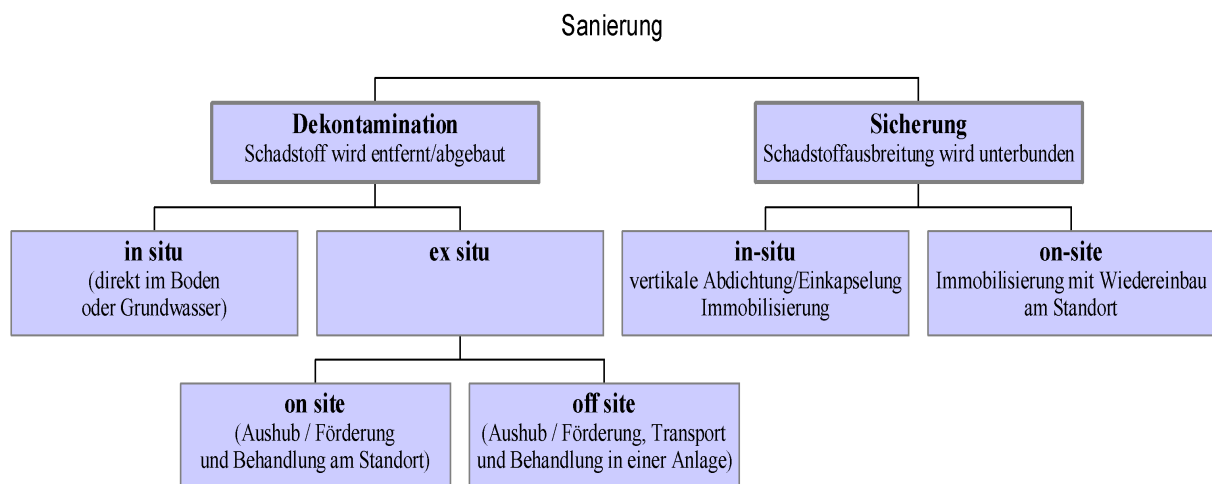 Sanierung
Dekontamination
Schadstoff wird entfernt/abgebaut
Sicherung
Schadstoffausbreitung wird unterbunden
in situ
(direkt im Boden
oder Grundwasser)
ex situ
in-situ
vertikale Abdichtung/Einkapselung
Immobilisierung
on-site
Immobilisierung mit Wiedereinbau
am Standort
on site
(Aushub / Förderung
und Behandlung am Standort)
off site
(Aushub / Förderung, Transport
und Behandlung in einer Anlage)